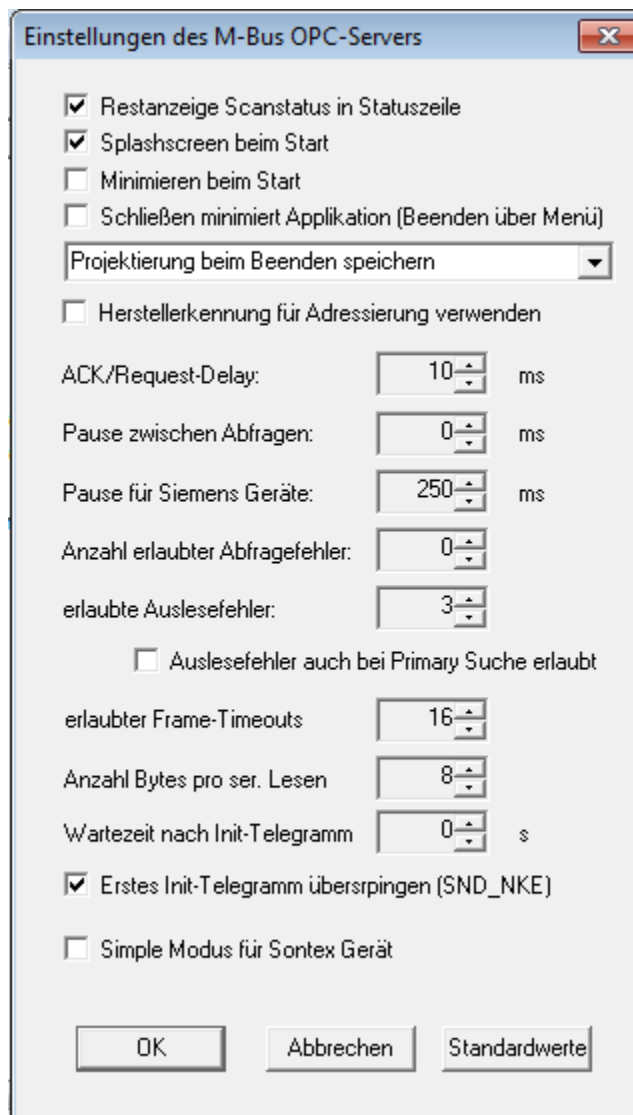 Einstellungen des M-Bus OPC-Servers
Restanzeige Scanstatus in Statuszeile
Splashscreen beim Start
Minimieren beim Start
Schließen minimiert Applikation (Beenden über Menü)
Projektierung beim Beenden speichern
Herstellerkennung für Adressierung verwenden
ACK/Request-Delay: 10 ms
Pause zwischen Abfragen: 0 ms
Pause für Siemens Geräte: 250 ms
Anzahl erlaubter Abfragefehler: 0
erlaubte Auslesefehler: 3
Auslesefehler auch bei Primary Suche erlaubt
erlaubter Frame-Timeouts 16
Anzahl Bytes pro ser. Lesen 8
Wartezeit nach Init-Telegramm 0 s
Erstes Init-Telegramm übersrpingen (SND_NKE)
Simple Modus für Sontex Gerät
OK Abbrechen Standardwerte